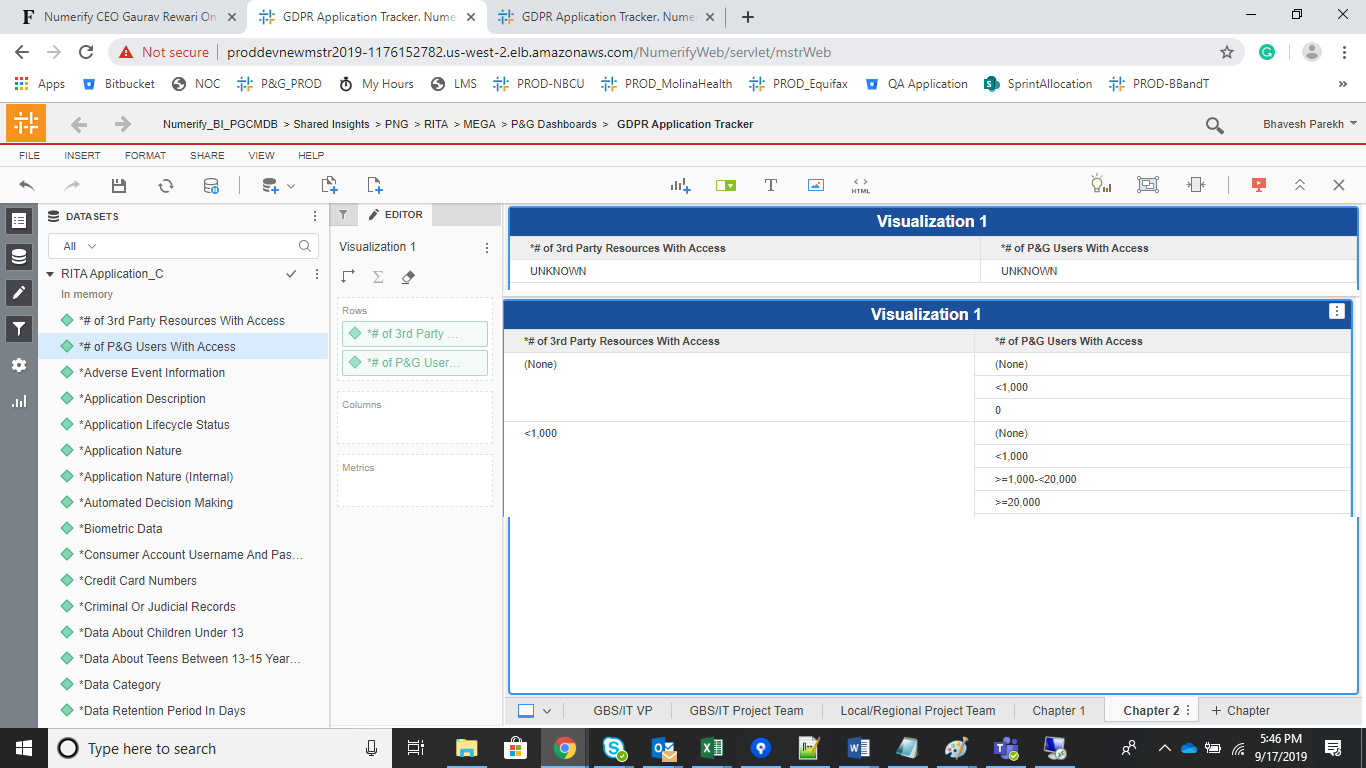 Numerify CEO Gaurav Rewari On
GDPR Application Tracker. Nume
GDPR Application Tracker. Nume
Not secure | proddevnewmstr2019-1176152782.us-west-2.elb.amazonaws.com/NumerifyWeb/servlet/mstrWeb
Apps Bitbucket NOC P&G_PROD My Hours LMS PROD-NBCU PROD_MolinaHealth PROD_Equifax QA Application SprintAllocation PROD-BBandT »
Numerify_BI_PGCMDB > Shared Insights > PNG > RITA > MEGA > P&G Dashboards > GDPR Application Tracker
Bhavesh Parekh
FILE INSERT FORMAT SHARE VIEW HELP
HTML
DATASETS
All
RITA Application_C
In memory
*# of 3rd Party Resources With Access
*# of P&G Users With Access
*Adverse Event Information
*Application Description
*Application Lifecycle Status
*Application Nature
*Application Nature (Internal)
*Automated Decision Making
*Biometric Data
*Consumer Account Username And Pas...
*Credit Card Numbers
*Criminal Or Judicial Records
*Data About Children Under 13
*Data About Teens Between 13-15 Year...
*Data Category
*Data Retention Period In Days
EDITOR
Visualization 1
Rows
*# of 3rd Party ...
*# of P&G User...
Columns
Metrics
Visualization 1
*# of 3rd Party Resources With Access *# of P&G Users With Access
UNKNOWN UNKNOWN
Visualization 1
*# of 3rd Party Resources With Access *# of P&G Users With Access
(None) (None)
<1,000
0
<1,000 (None)
<1,000
>=1,000-<20,000
>=20,000
GBS/IT VP GBS/IT Project Team Local/Regional Project Team Chapter 1 Chapter 2 + Chapter
Type here to search
5:46 PM
9/17/2019